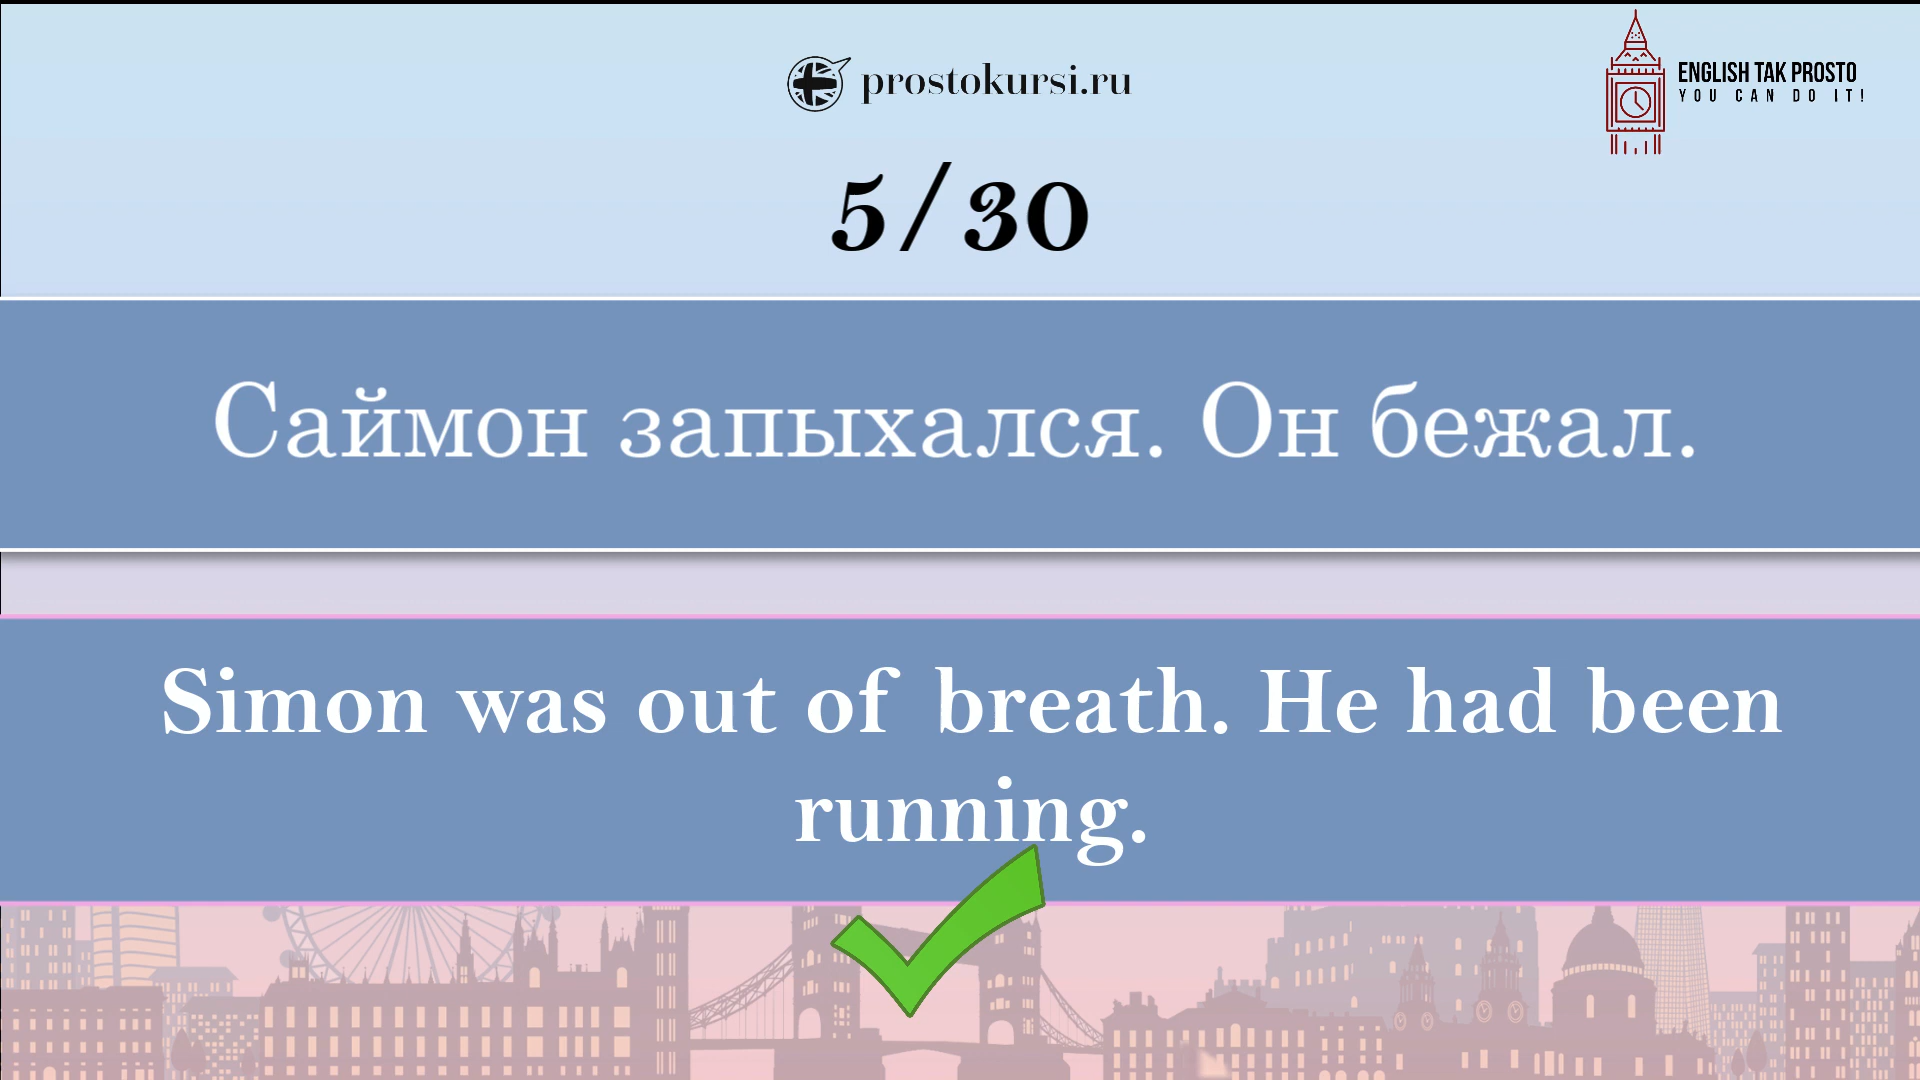 prostokursi.ru
ENGLISH TAK PROSTO
YOU CAN DO IT!
5/30
Саймон запыхался. Он бежал.
Simon was out of breath. He had been
running.